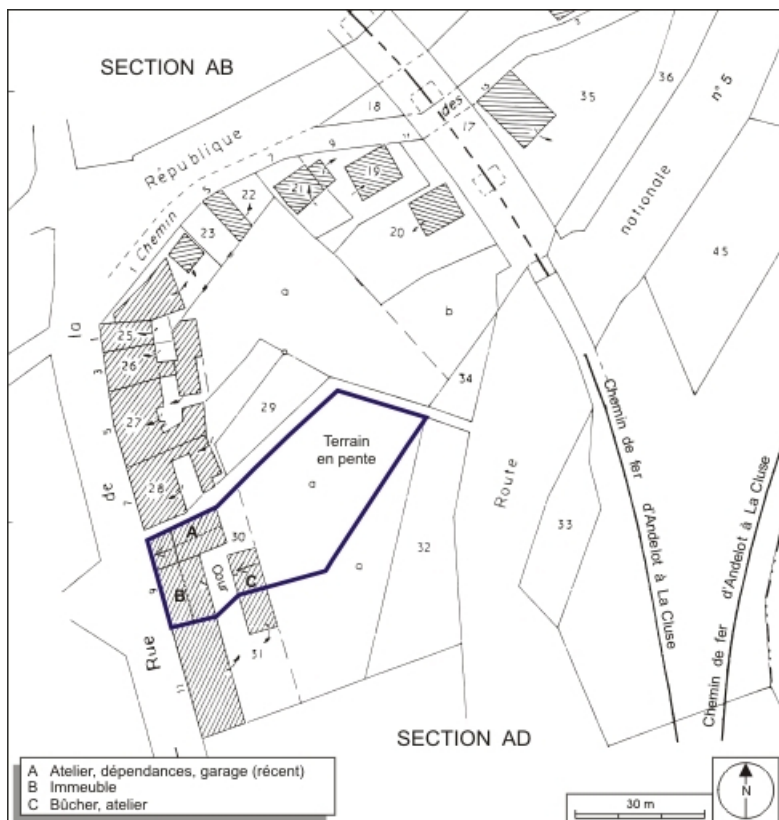 SECTION AB
République
Chemin
des
nationale
n° 5
18
17
35
36
45
5
7
9
11
15
1
22
23
21
19
20
a
b
la
1
3
25
26
27
5
28
7
29
34
Terrain
en pente
a
de
A
30
B
Cour
C
9
31
11
Rue
32
33
Route
Chemin de fer
d'Andelot à La Cluse
Chemin de fer
d'Andelot à La Cluse
SECTION AD
A Atelier, dépendances, garage (récent)
B Immeuble
C Bûcher, atelier
30 m
N